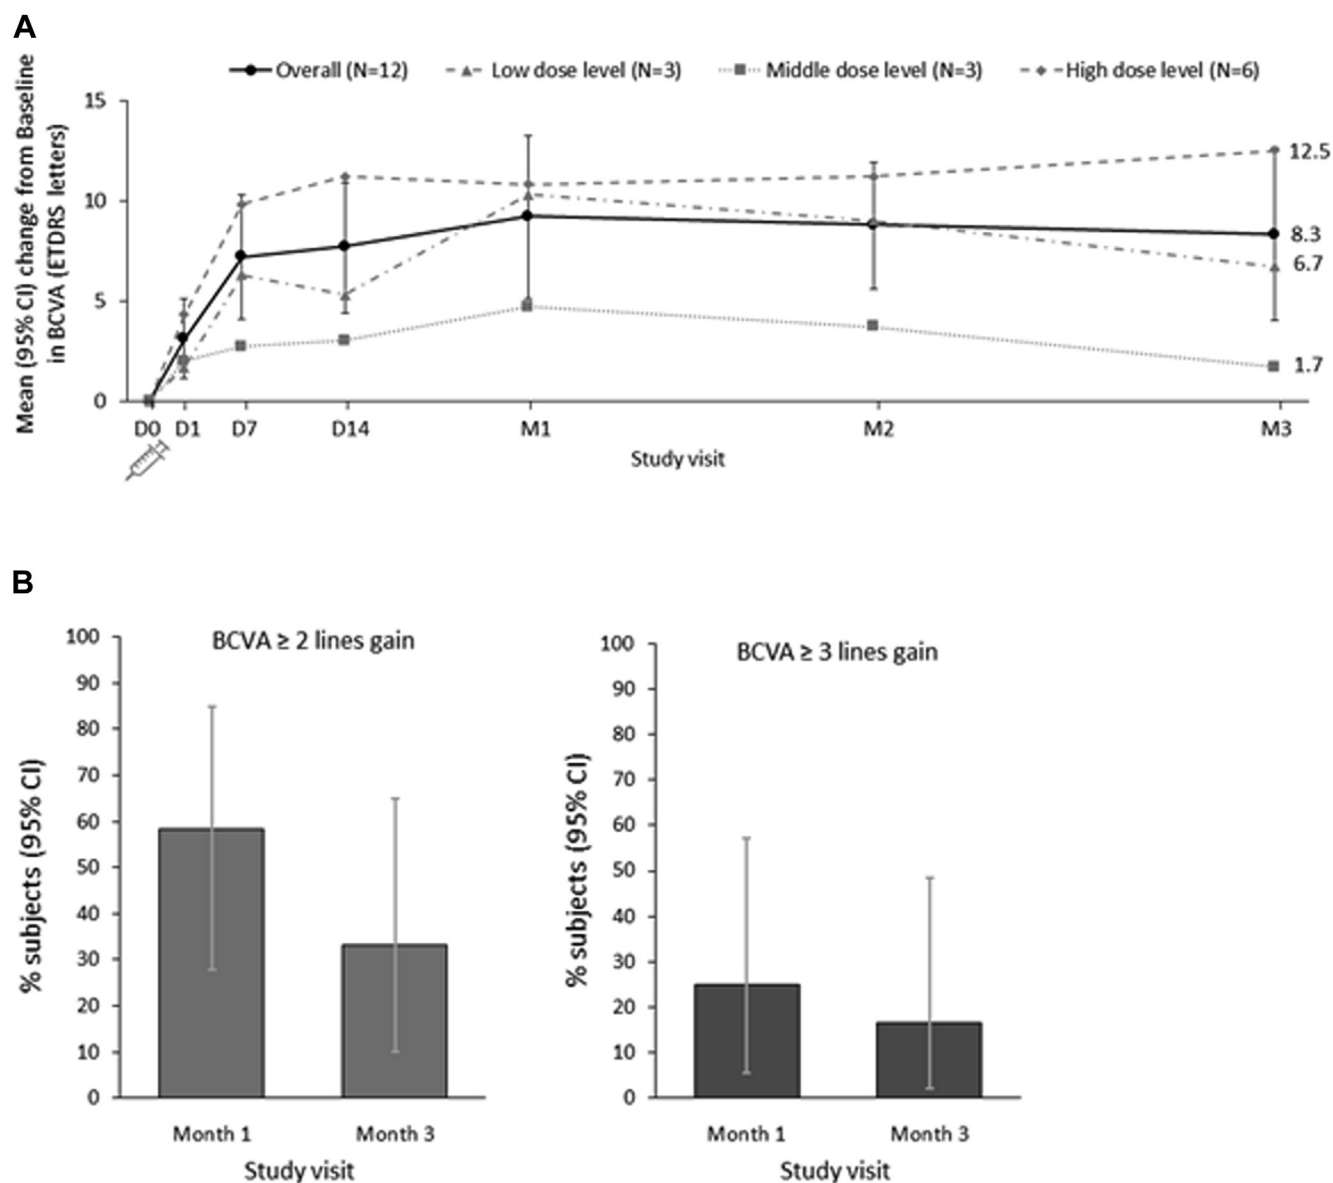 A
Overall (N=12) Low dose level (N=3) Middle dose level (N=3) High dose level (N=6)
Mean (95% CI) change from Baseline
in BCVA (ETDRS letters)
15
10
5
0
12.5
8.3
6.7
1.7
D0 D1 D7 D14 M1 M2 M3
Study visit
B
BCVA ≥ 2 lines gain
% subjects (95% CI)
100
90
80
70
60
50
40
30
20
10
0
Month 1 Month 3
Study visit
BCVA ≥ 3 lines gain
% subjects (95% CI)
100
90
80
70
60
50
40
30
20
10
0
Month 1 Month 3
Study visit